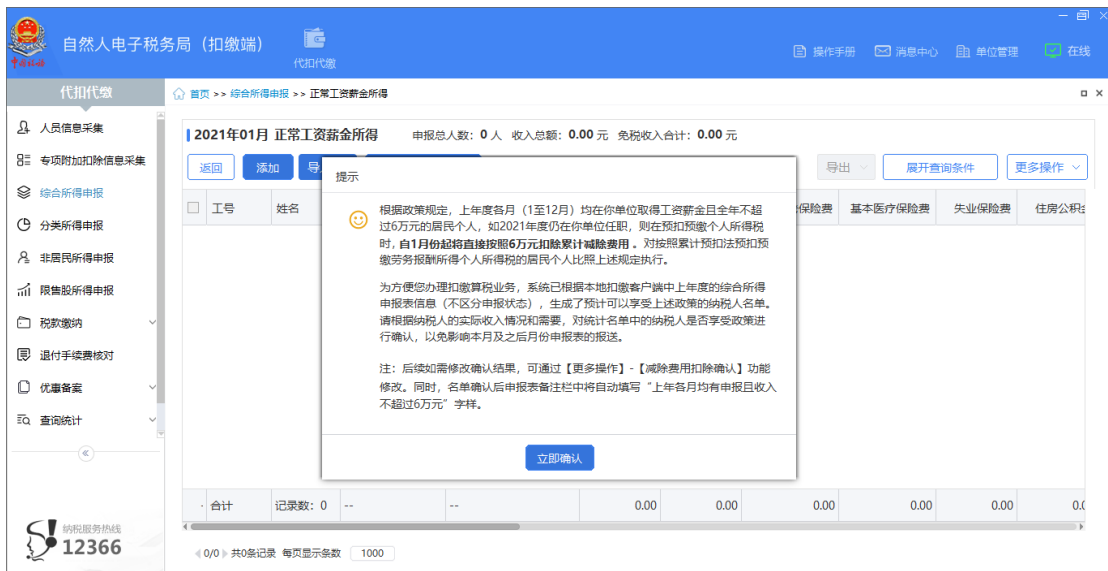 自然人电子税务局（扣缴端）
代扣代缴
操作手册 消息中心 单位管理 在线
代扣代缴
首页 >> 综合所得申报 >> 正常工资薪金所得
人员信息采集
专项附加扣除信息采集
综合所得申报
分类所得申报
非居民所得申报
限售股所得申报
税款缴纳
退付手续费核对
优惠备案
查询统计
纳税服务热线
12366
2021年01月 正常工资薪金所得 申报总人数：0 人 收入总额：0.00 元 免税收入合计：0.00 元
返回 添加 导 导出 展开查询条件 更多操作
工号 姓名 保险费 基本医疗保险费 失业保险费 住房公积金
提示
根据政策规定，上年度各月（1至12月）均在你单位取得工资薪金且全年不超
过6万元的居民个人，如2021年度仍在你单位任职，则在预扣预缴个人所得税
时，自1月份起将直接按照6万元扣除累计减除费用 。对按照累计预扣法预扣预
缴劳务报酬所得个人所得税的居民个人比照上述规定执行。
为方便您办理扣缴算税业务，系统已根据本地扣缴客户端中上年度的综合所得
申报表信息（不区分申报状态），生成了预计可以享受上述政策的纳税人名单。
请根据纳税人的实际收入情况和需要，对统计名单中的纳税人是否享受政策进
行确认，以免影响本月及之后月份申报表的报送。
注：后续如需修改确认结果，可通过【更多操作】-【减除费用扣除确认】功能
修改。同时，名单确认后申报表备注栏中将自动填写“上年各月均有申报且收入
不超过6万元”字样。
立即确认
合计 记录数：0 -- -- 0.00 0.00 0.00 0.00 0.00
0/0 共0条记录 每页显示条数 1000